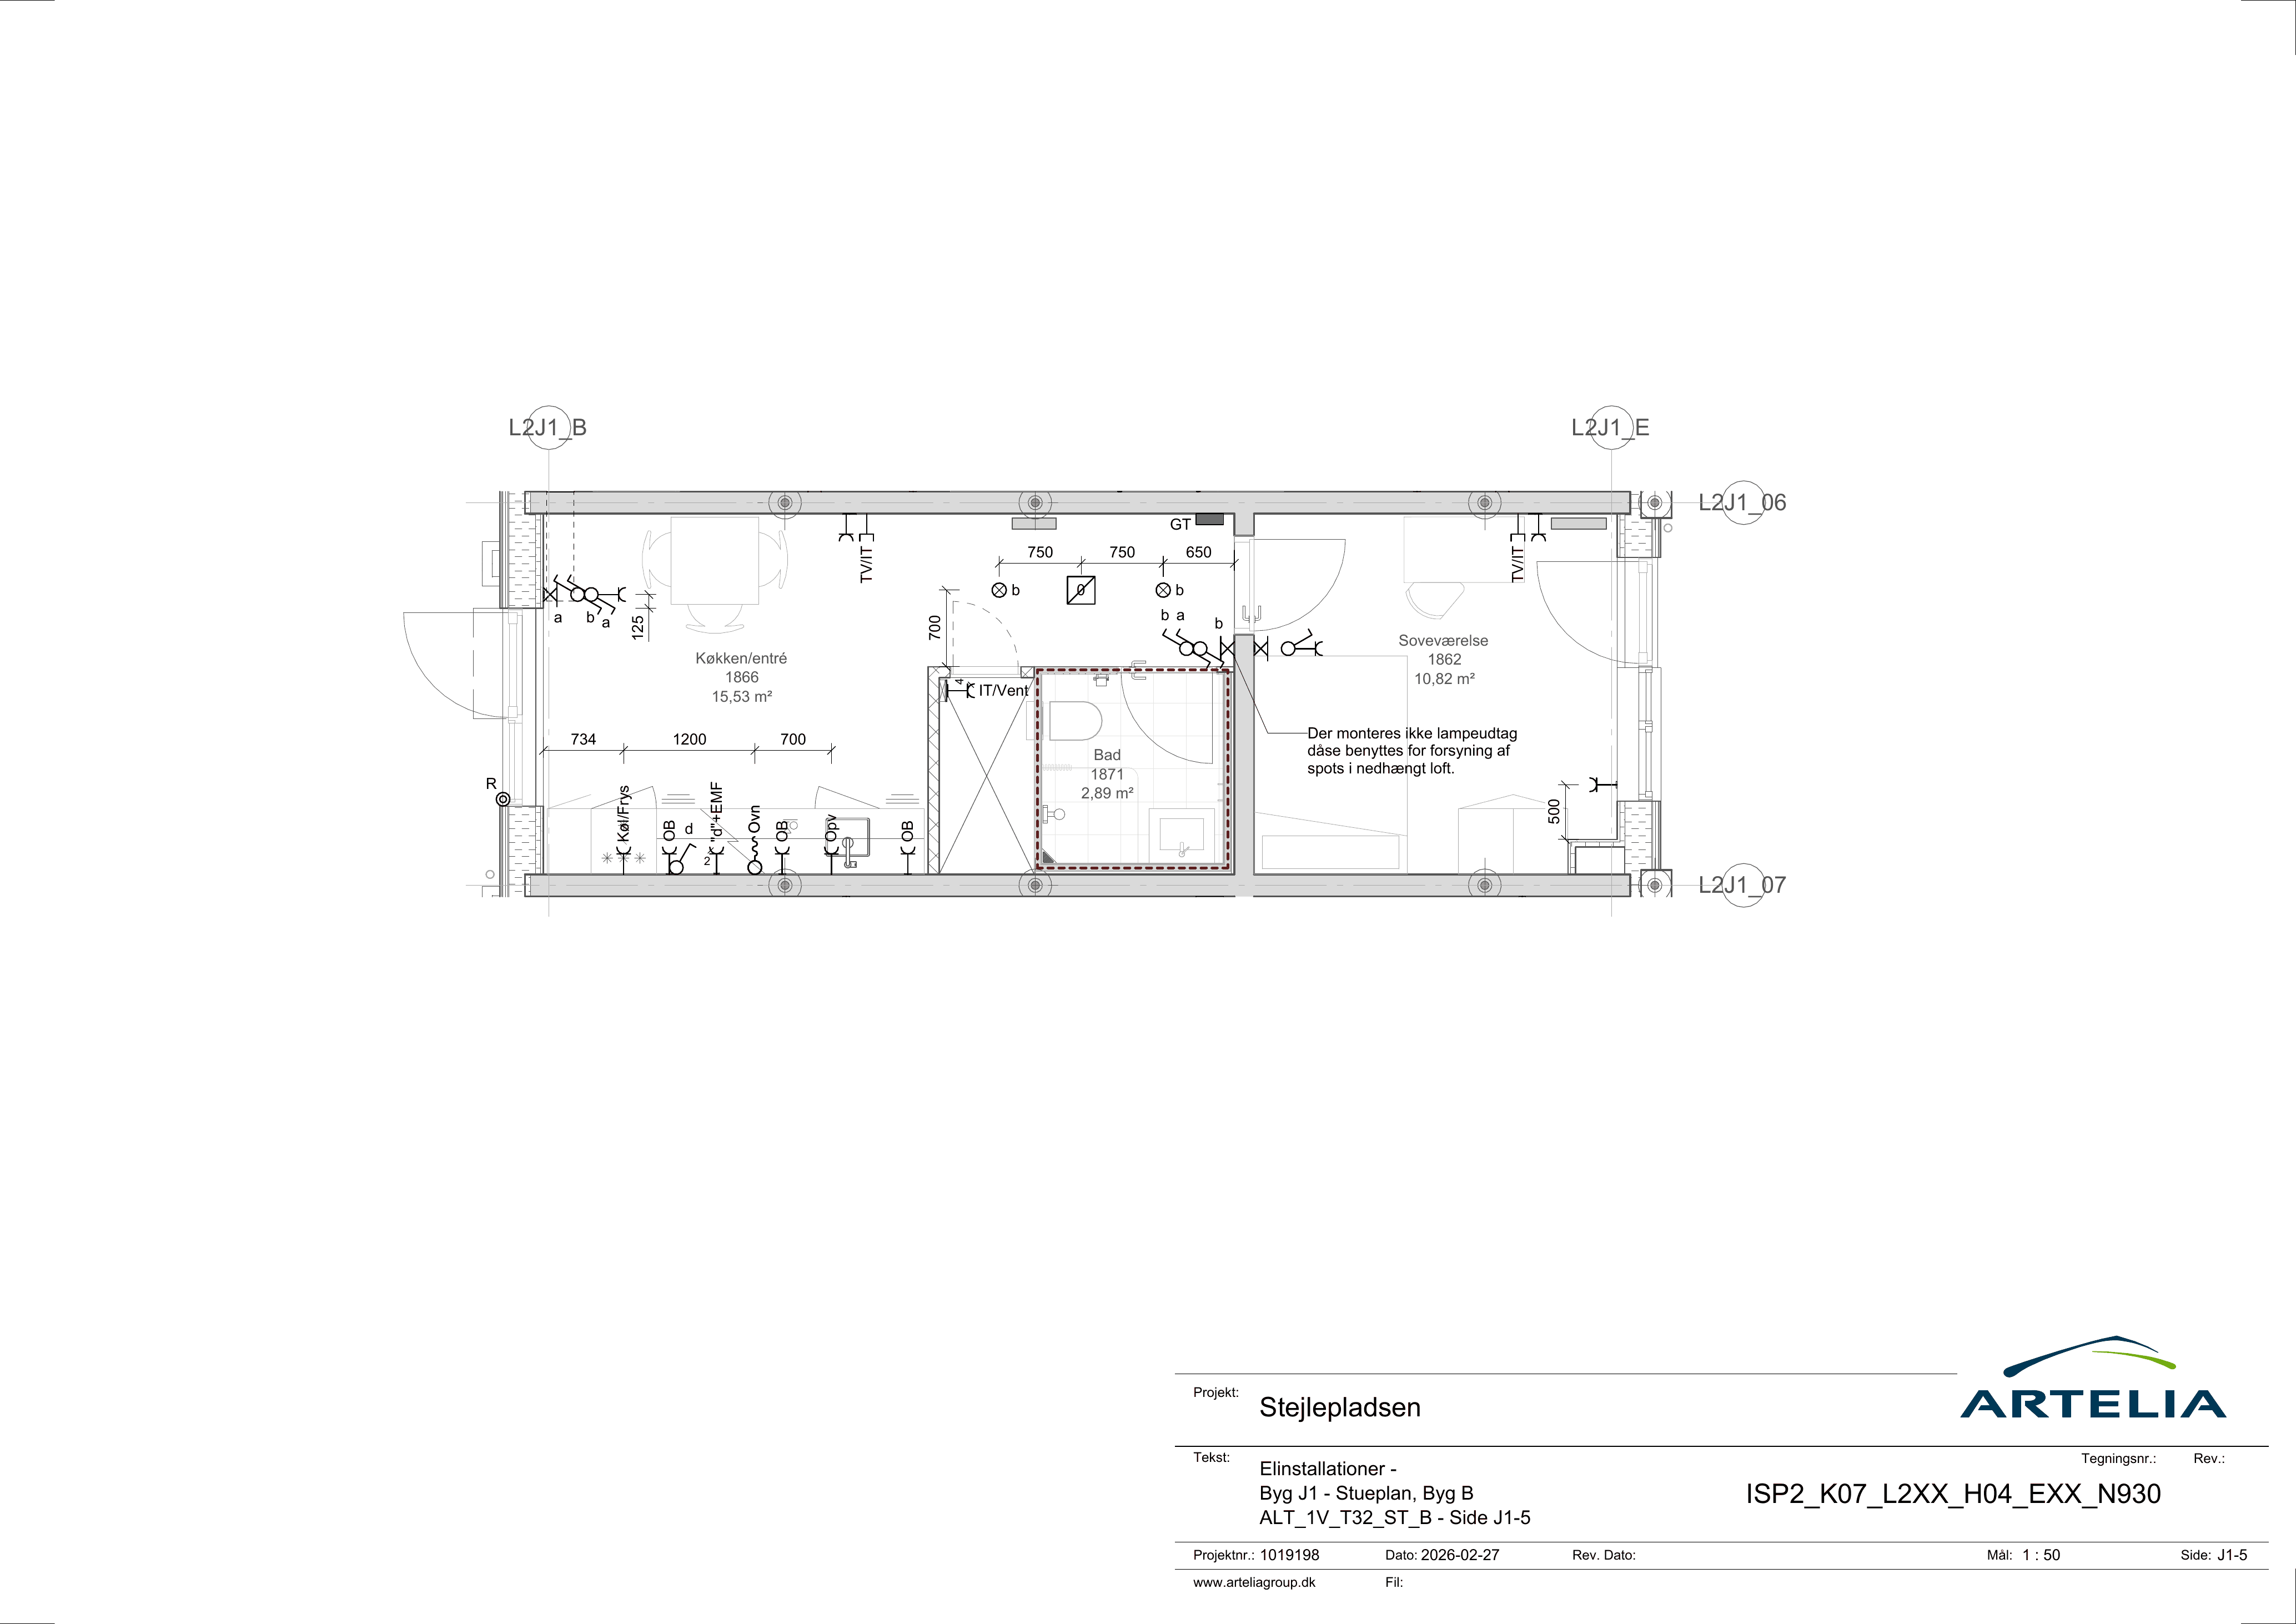 L2J1_B
L2J1_E
L2J1_06
GT
TV/IT
TV/IT
750
750
650
b
0
b
a
b
a
125
700
b a
b
Køkken/entré
1866
15,53 m²
Soveværelse
1862
10,82 m²
4
IT/Vent
734
1200
700
Der monteres ikke lampeudtag
dåse benyttes for forsyning af
spots i nedhængt loft.
Bad
1871
2,89 m²
R
500
Køl/Frys
OB
d
2
"d"+EMF
Ovn
OB
Opv
OB
L2J1_07
ARTELIA
Projekt:
Stejlepladsen
Tekst:
Elinstallationer -
Byg J1 - Stueplan, Byg B
ALT_1V_T32_ST_B - Side J1-5
Tegningsnr.:
Rev.:
ISP2_K07_L2XX_H04_EXX_N930
Projektnr.: 1019198
Dato: 2026-02-27
Rev. Dato:
Mål: 1 : 50
Side: J1-5
www.arteliagroup.dk
Fil: